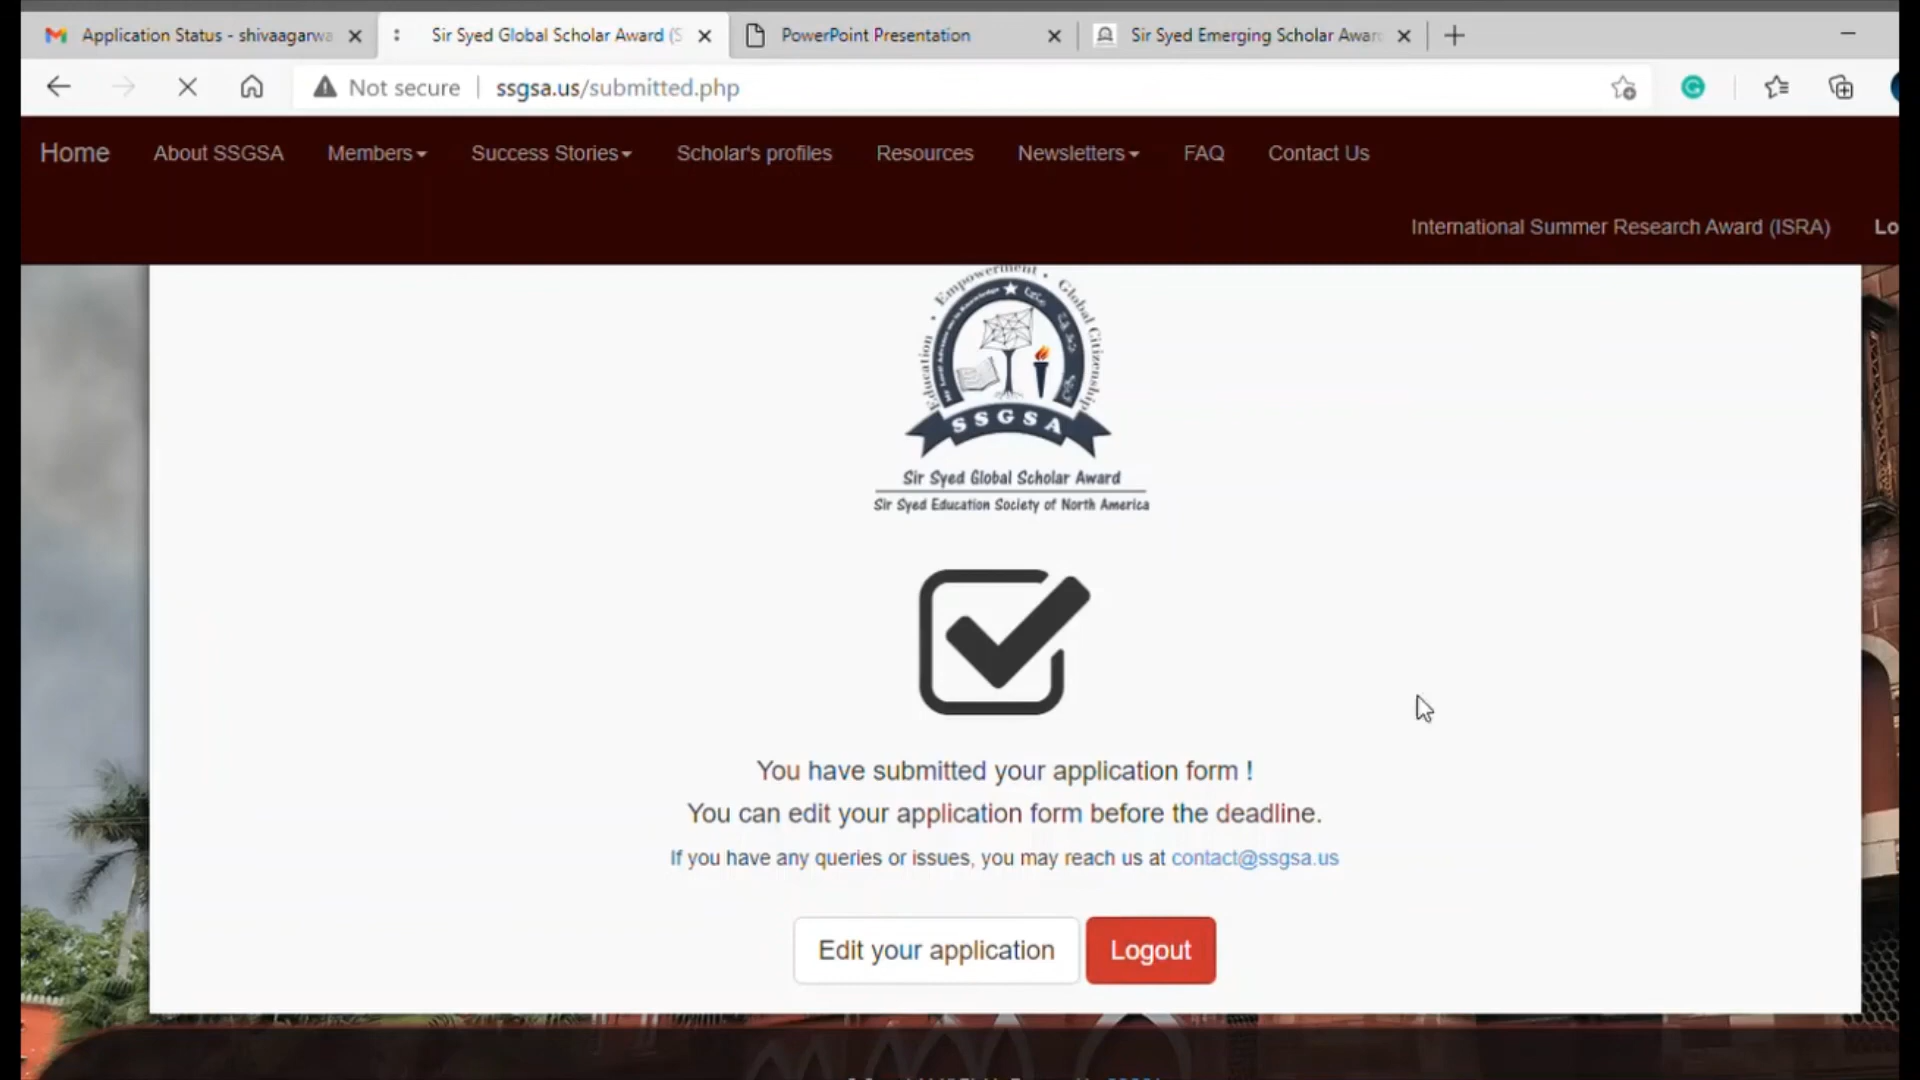 Application Status - shivaagarwa
Sir Syed Global Scholar Award (S
PowerPoint Presentation
Sir Syed Emerging Scholar Awar
Not secure
ssgsa.us/submitted.php
Home
About SSGSA
Members
Success Stories
Scholar's profiles
Resources
Newsletters
FAQ
Contact Us
International Summer Research Award (ISRA)
Lo
Education • Empowerment • Global Citizenship
SSGSA
Sir Syed Global Scholar Award
Sir Syed Education Society of North America
You have submitted your application form !
You can edit your application form before the deadline.
If you have any queries or issues, you may reach us at contact@ssgsa.us
Edit your application
Logout